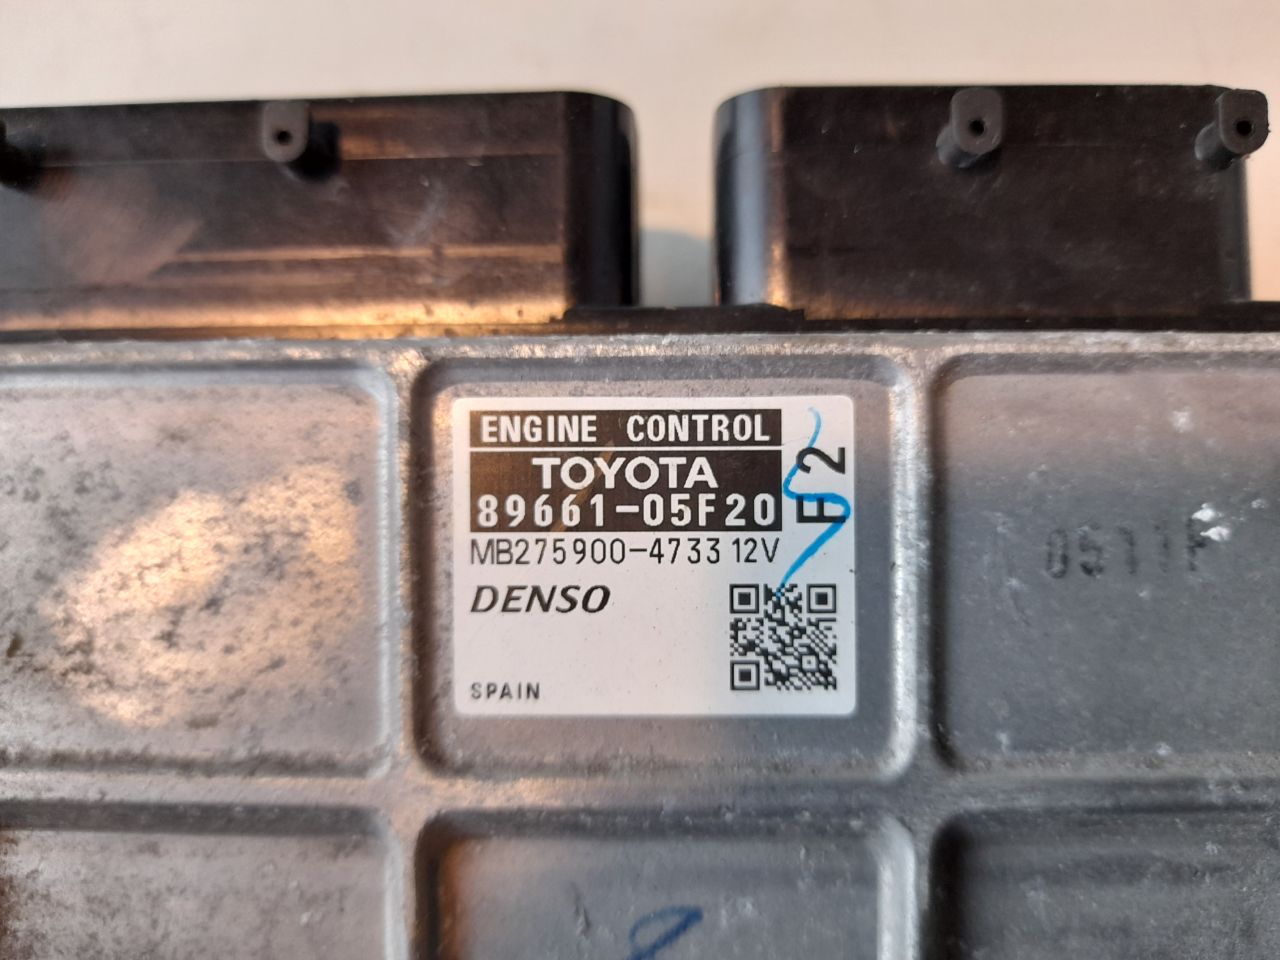 ENGINE CONTROL
TOYOTA
89661-05F20
MB275900-4733 12V
F2
DENSO
SPAIN
0511F